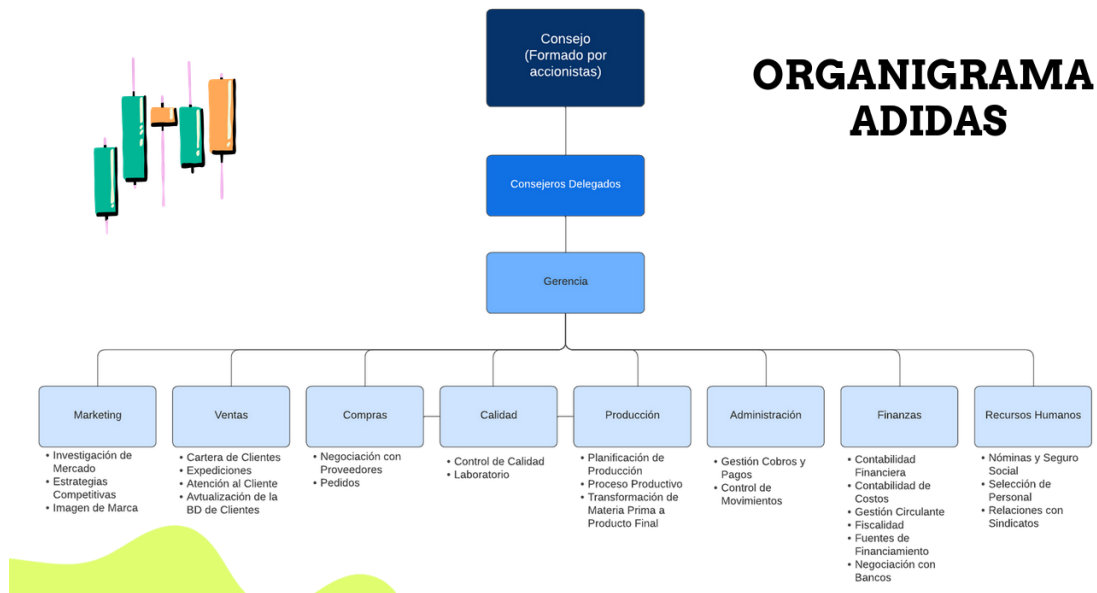 Consejo
(Formado por
accionistas)
ORGANIGRAMA
ADIDAS
Consejeros Delegados
Gerencia
Marketing
• Investigación de
Mercado
• Estrategias
Competitivas
• Imagen de Marca
Ventas
• Cartera de Clientes
• Expediciones
• Atención al Cliente
• Avtualización de la
BD de Clientes
Compras
• Negociación con
Proveedores
• Pedidos
Calidad
• Control de Calidad
• Laboratorio
Producción
• Planificación de
Producción
• Proceso Productivo
• Transformación de
Materia Prima a
Producto Final
Administración
• Gestión Cobros y
Pagos
• Control de
Movimientos
Finanzas
• Contabilidad
Financiera
• Contabilidad de
Costos
• Gestión Circulante
• Fiscalidad
• Fuentes de
Financiamiento
• Negociación con
Bancos
Recursos Humanos
• Nóminas y Seguro
Social
• Selección de
Personal
• Relaciones con
Sindicatos